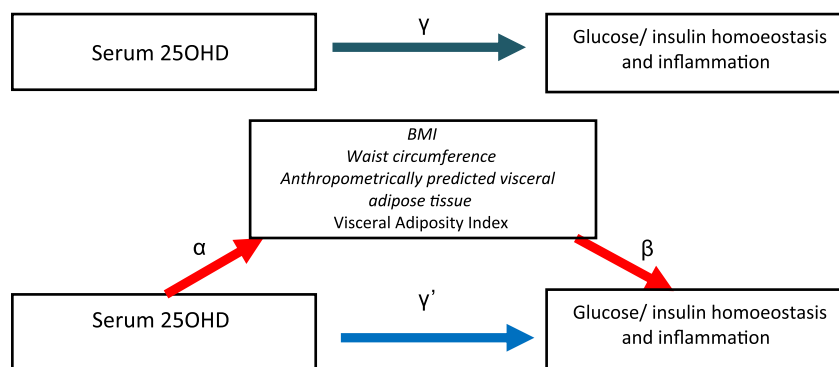 γ
Serum 25OHD
Glucose/ insulin homoeostasis
and inflammation
BMI
Waist circumference
Anthropometrically predicted visceral
adipose tissue
Visceral Adiposity Index
α
β
Serum 25OHD
γ’
Glucose/ insulin homoeostasis
and inflammation